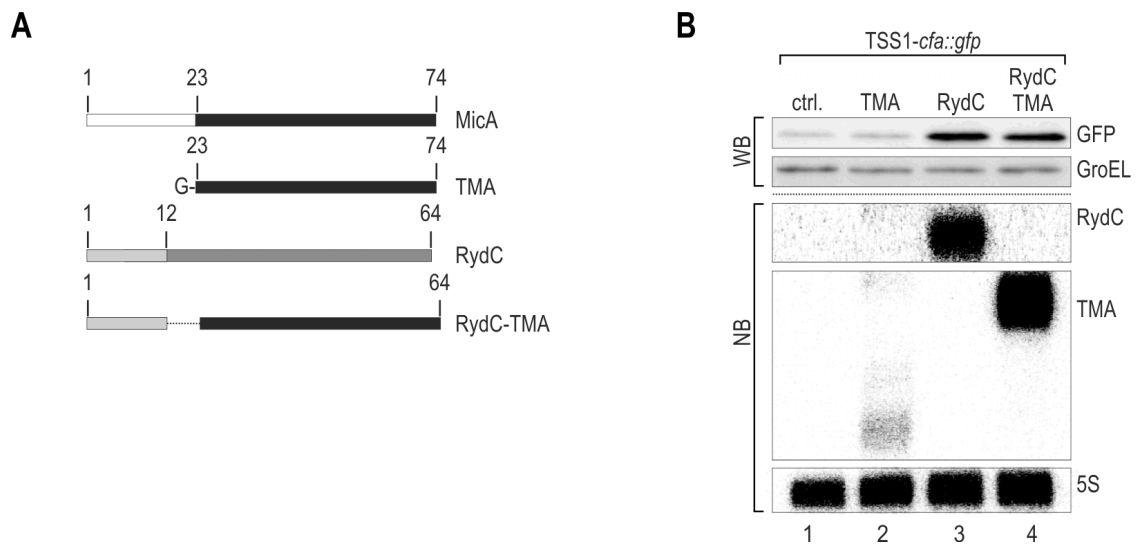 A
1 23 74
MicA
23 74
G-
TMA
1 12 64
RydC
1 64
RydC-TMA
B
TSS1-cfa::gfp
ctrl. TMA RydC RydC TMA
WB
GFP
GroEL
NB
RydC
TMA
5S
1 2 3 4